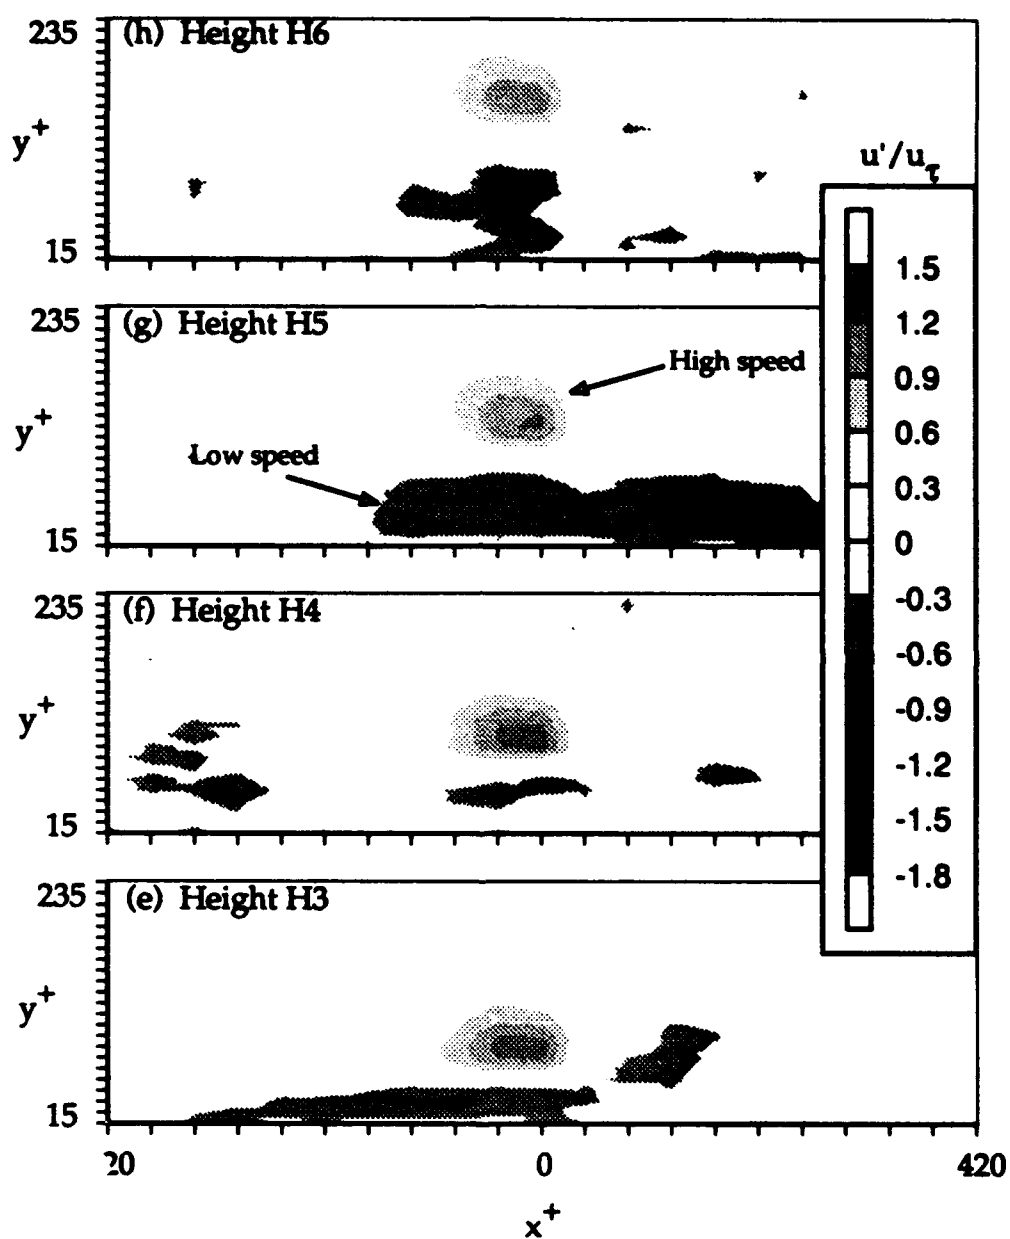 235
(h) Height H6
y+
15
u'/uτ
1.5
1.2
0.9
0.6
0.3
0
-0.3
-0.6
-0.9
-1.2
-1.5
-1.8
235
(g) Height H5
High speed
y+
Low speed
15
235
(f) Height H4
y+
15
235
(e) Height H3
y+
15
20
0
420
x+